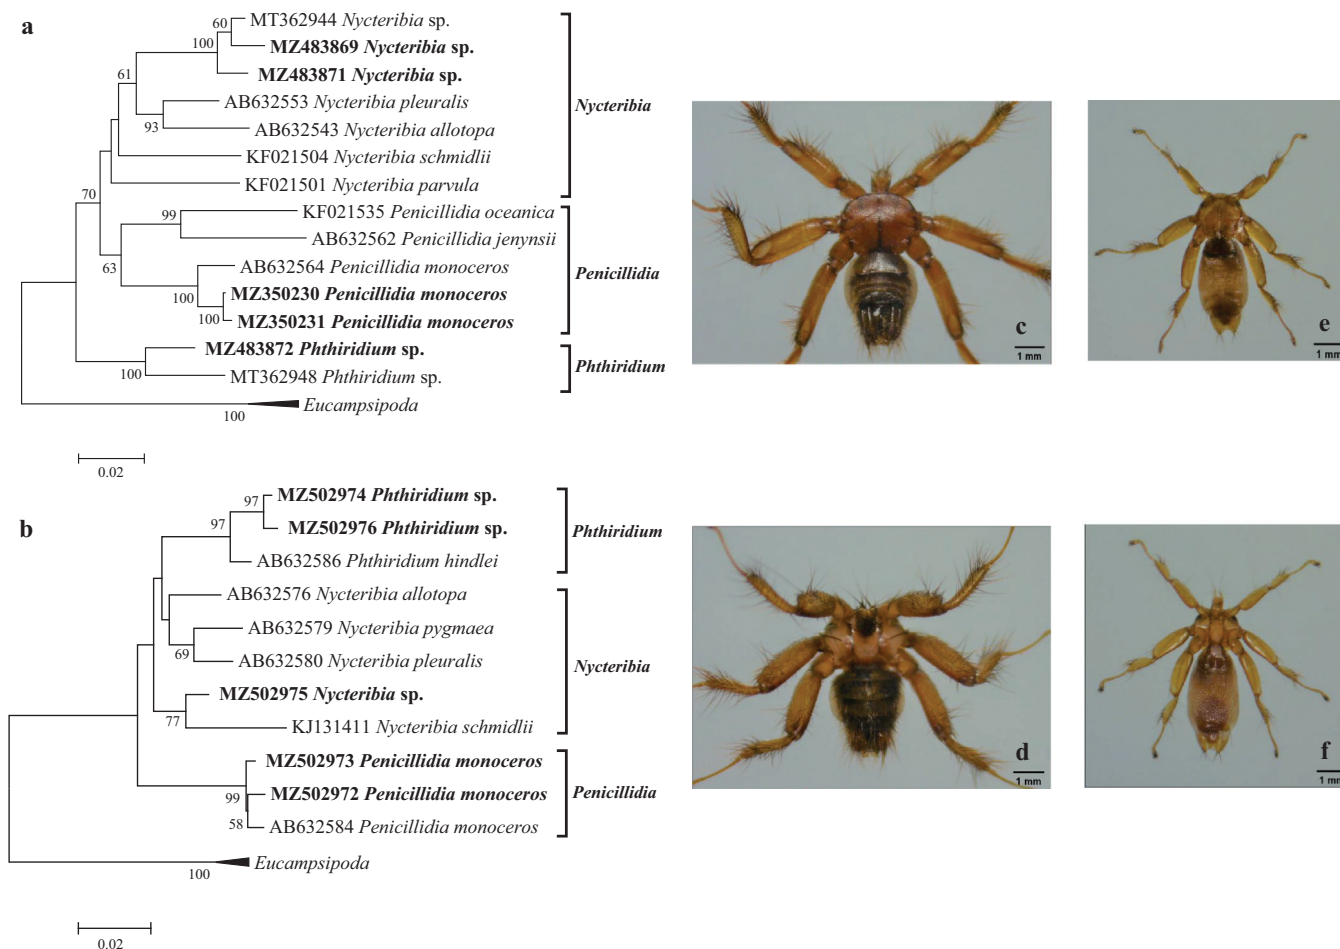 a
60
MT362944 Nycteribia sp.
100
MZ483869 Nycteribia sp.
61
MZ483871 Nycteribia sp.
AB632553 Nycteribia pleuralis
Nycteribia
93
AB632543 Nycteribia allotopa
KF021504 Nycteribia schmidlii
70
KF021501 Nycteribia parvula
99
KF021535 Penicillidia oceanica
AB632562 Penicillidia jenynsii
63
AB632564 Penicillidia monoceros
Penicillidia
100
MZ350230 Penicillidia monoceros
100
MZ350231 Penicillidia monoceros
MZ483872 Phthiridium sp.
Phthiridium
100
MT362948 Phthiridium sp.
100
Eucampsipoda
0.02
c
1 mm
e
1 mm
b
97
MZ502974 Phthiridium sp.
97
MZ502976 Phthiridium sp.
Phthiridium
AB632586 Phthiridium hindlei
AB632576 Nycteribia allotopa
AB632579 Nycteribia pygmaea
69
AB632580 Nycteribia pleuralis
Nycteribia
MZ502975 Nycteribia sp.
77
KJ131411 Nycteribia schmidlii
MZ502973 Penicillidia monoceros
99
MZ502972 Penicillidia monoceros
Penicillidia
58
AB632584 Penicillidia monoceros
100
Eucampsipoda
0.02
d
1 mm
f
1 mm